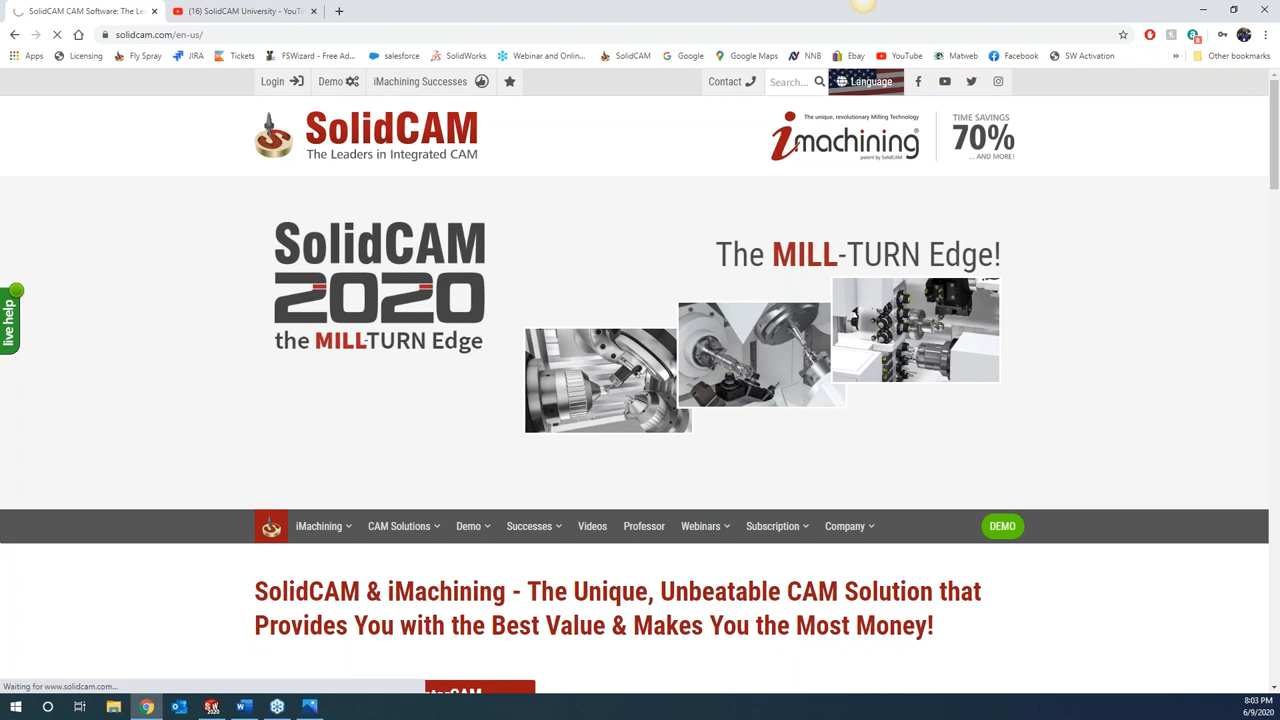 SolidCAM CAM Software: The Lea
(16) SolidCAM University - YouTu
solidcam.com/en-us/
Apps
Licensing
Fly Spray
JIRA
Tickets
FSWizard - Free Ad...
salesforce
SolidWorks
Webinar and Onlin...
SolidCAM
Google
Google Maps
NNB
Ebay
YouTube
Matweb
Facebook
SW Activation
»
Other bookmarks
Login
Demo
iMachining Successes
Contact
Search...
Language
SolidCAM
The Leaders in Integrated CAM
The unique, revolutionary Milling Technology
imachining®
patent by SolidCAM
TIME SAVINGS
70%
... AND MORE!
SolidCAM
2020
the MILL-TURN Edge
The MILL-TURN Edge!
live help
iMachining
CAM Solutions
Demo
Successes
Videos
Professor
Webinars
Subscription
Company
DEMO
SolidCAM & iMachining - The Unique, Unbeatable CAM Solution that
Provides You with the Best Value & Makes You the Most Money!
Waiting for www.solidcam.com...
8:03 PM
6/9/2020